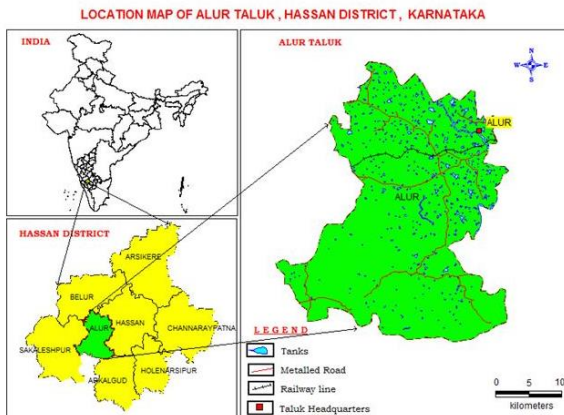 LOCATION MAP OF ALUR TALUK , HASSAN DISTRICT , KARNATAKA
INDIA
ALUR TALUK
N
W E
S
ALUR
ALUR
HASSAN DISTRICT
ARSIKERE
BELUR
ALUR
HASSAN
CHANNARAYPATNA
SAKALESHPUR
ARKALGUD
HOLENARSIPUR
L E G E N D
Tanks
Metalled Road
Railway line
Taluk Headquarters
0 5 10
kilometers